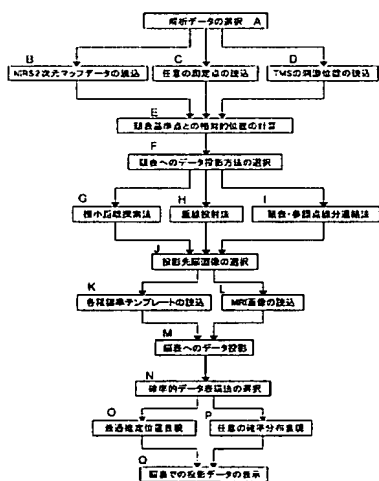 解析データの選択 A
B
C
D
NIRS2次元マップデータの読込
任意の測定点の読込
TMSの刺激位置の読込
E
頭表基準点との相対的位置の計算
F
頭表へのデータ投影方法の選択
G
H
I
極小距離探索法
垂線投射法
頭表・参照点線分連結法
J
投影先脳画像の選択
K
L
各種標準テンプレートの読込
MRI画像の読込
M
脳表へのデータ投影
N
確率的データ表現法の選択
O
P
最適推定位置表現
任意の確率分布表現
Q
脳表での投影データの表示